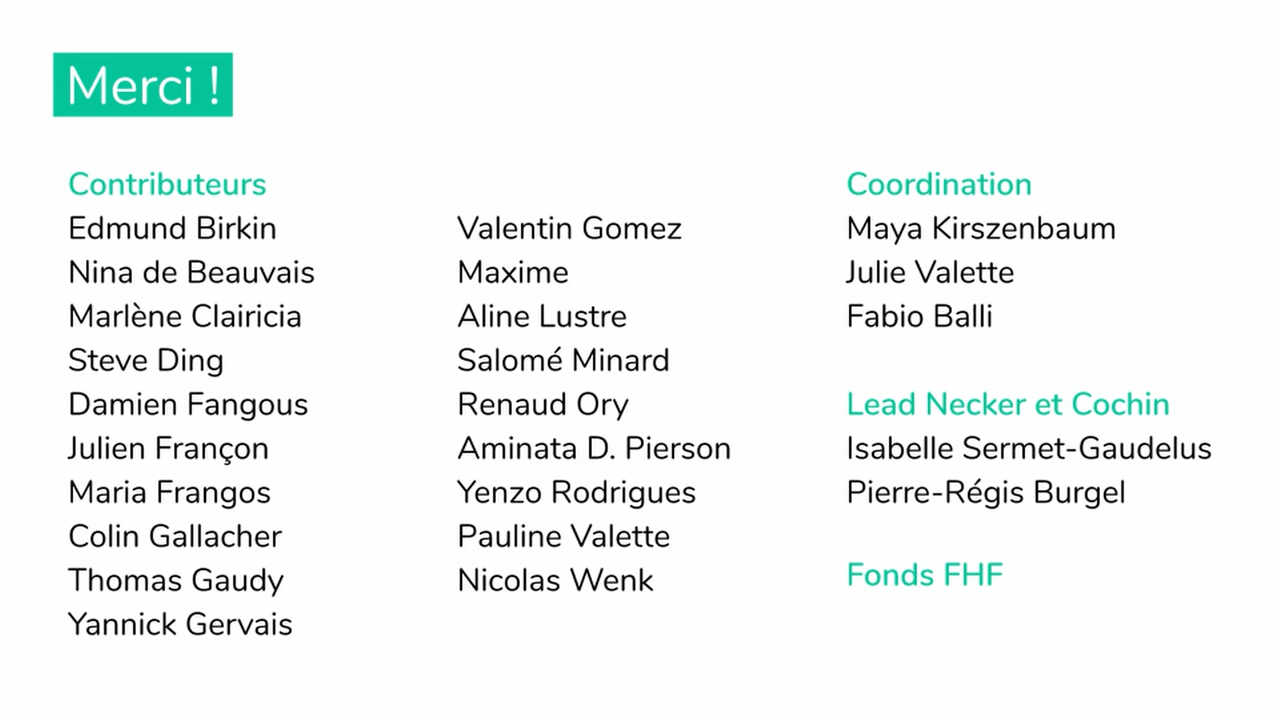 Merci !
Contributeurs
Edmund Birkin
Nina de Beauvais
Marlène Clairicia
Steve Ding
Damien Fangous
Julien Françon
Maria Frangos
Colin Gallacher
Thomas Gaudy
Yannick Gervais
Valentin Gomez
Maxime
Aline Lustre
Salomé Minard
Renaud Ory
Aminata D. Pierson
Yenzo Rodrigues
Pauline Valette
Nicolas Wenk
Coordination
Maya Kirszenbaum
Julie Valette
Fabio Balli
Lead Necker et Cochin
Isabelle Sermet-Gaudelus
Pierre-Régis Burgel
Fonds FHF